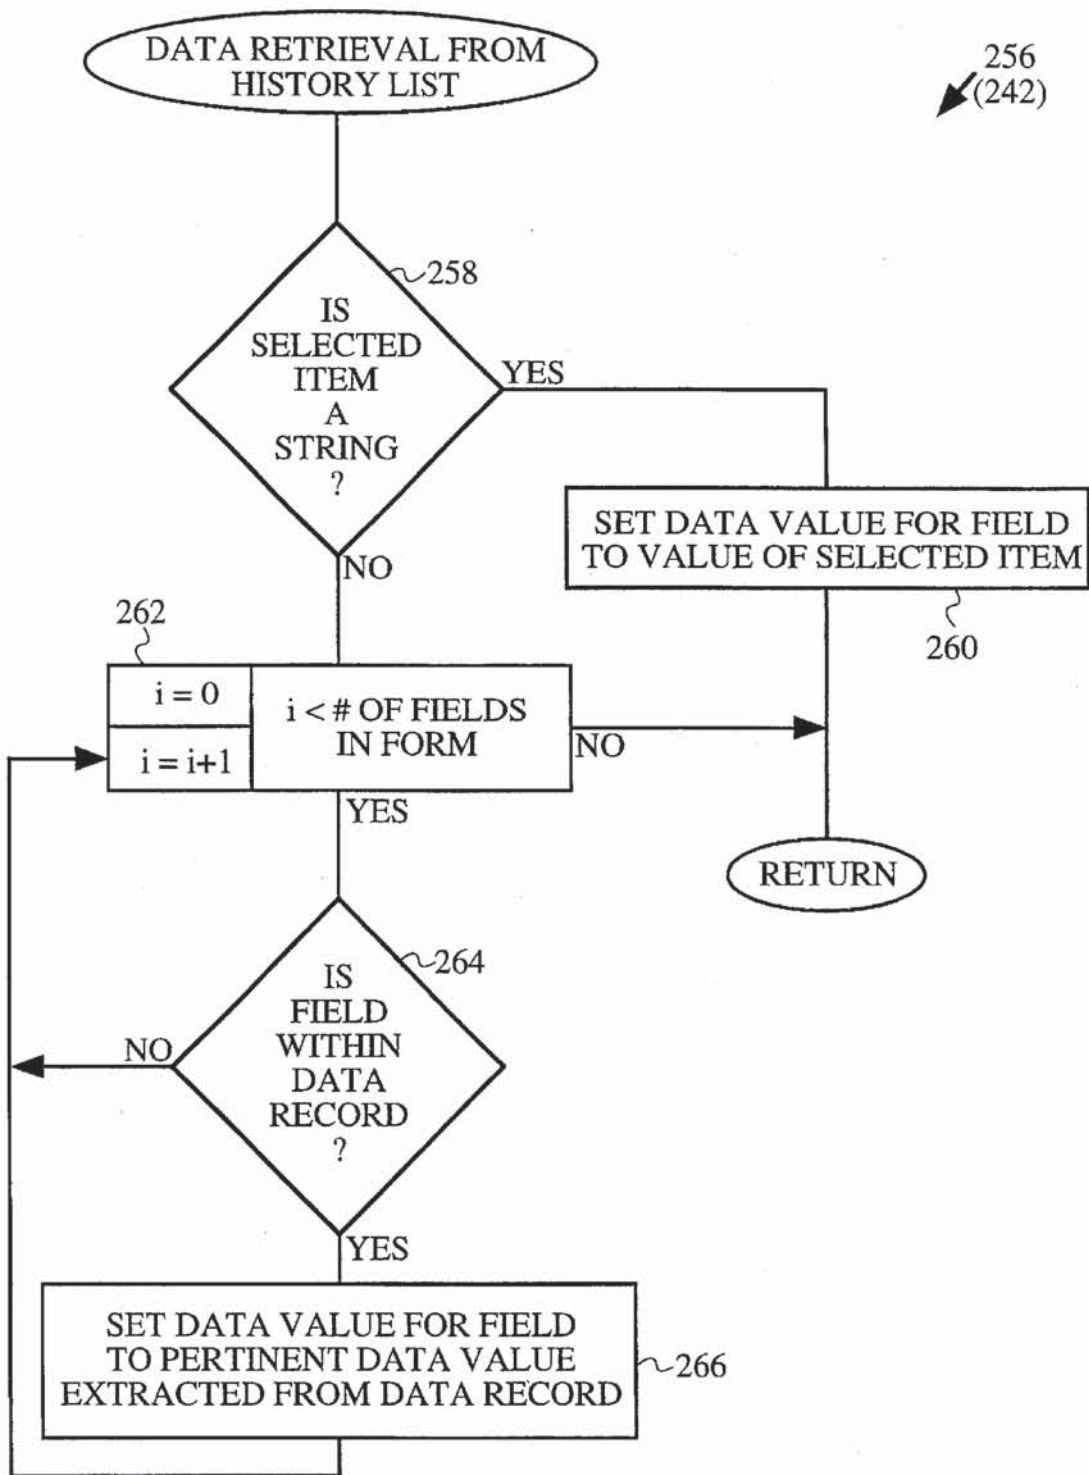 DATA RETRIEVAL FROM
HISTORY LIST
256
(242)
258
IS
SELECTED
ITEM
A
STRING
?
YES
NO
SET DATA VALUE FOR FIELD
TO VALUE OF SELECTED ITEM
260
262
i = 0
i = i+1
i < # OF FIELDS
IN FORM
NO
YES
RETURN
264
IS
FIELD
WITHIN
DATA
RECORD
?
NO
YES
SET DATA VALUE FOR FIELD
TO PERTINENT DATA VALUE
EXTRACTED FROM DATA RECORD
266